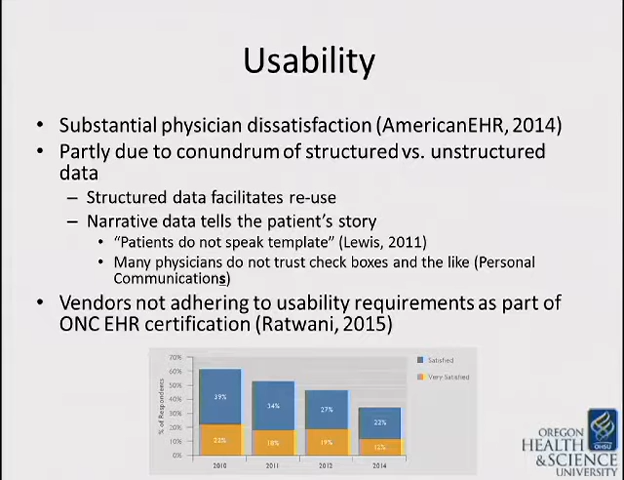 Usability
• Substantial physician dissatisfaction (AmericanEHR, 2014)
• Partly due to conundrum of structured vs. unstructured
data
– Structured data facilitates re-use
– Narrative data tells the patient's story
• “Patients do not speak template” (Lewis, 2011)
• Many physicians do not trust check boxes and the like (Personal
Communications)
• Vendors not adhering to usability requirements as part of
ONC EHR certification (Ratwani, 2015)
% of Respondents
70%
60%
50%
40%
30%
20%
10%
0%
39%
34%
27%
22%
18%
19%
12%
2010
2011
2012
2014
Satisfied
Very Satisfied
OREGON
HEALTH
&SCIENCE
UNIVERSITY
OHSU